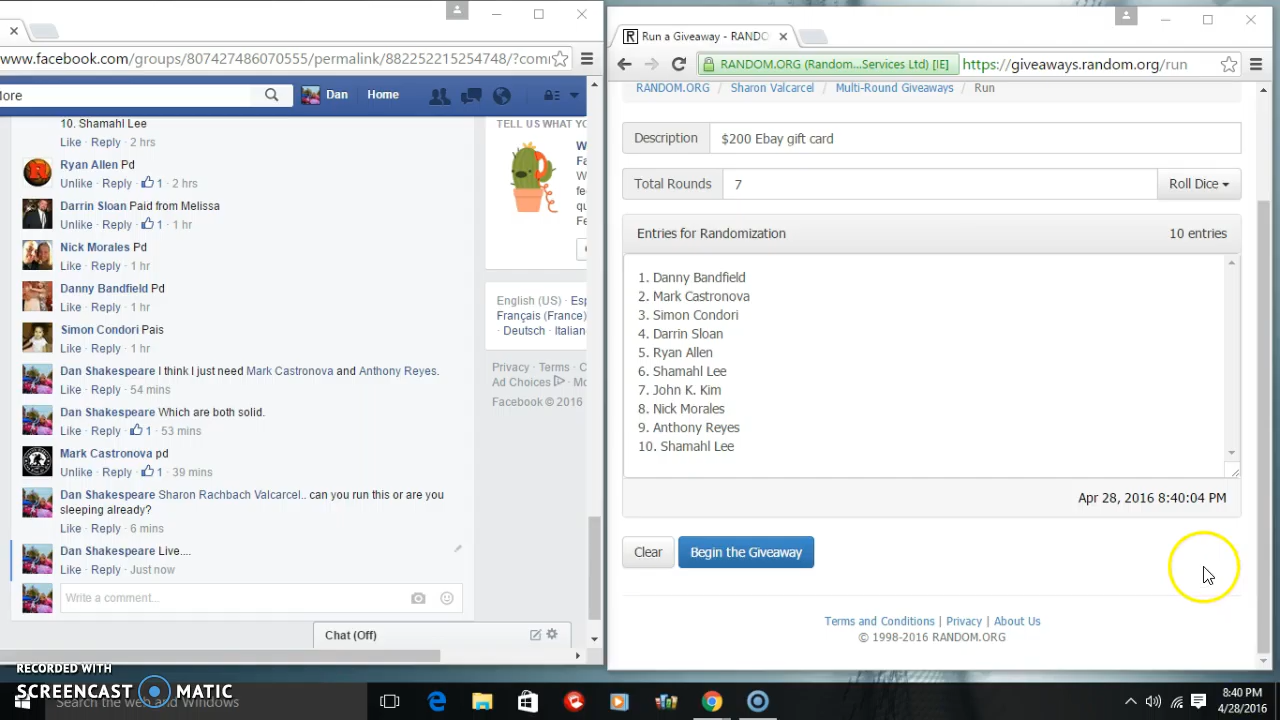 www.facebook.com/groups/807427486070555/permalink/882252215254748/?com
ore
Dan
Home
10. Shamahl Lee
Like · Reply · 2 hrs
Ryan Allen Pd
Unlike · Reply · 1 · 2 hrs
Darrin Sloan Paid from Melissa
Unlike · Reply · 1 · 1 hr
Nick Morales Pd
Like · Reply · 1 hr
Danny Bandfield Pd
Like · Reply · 1 hr
Simon Condori Pais
Like · Reply · 1 hr
Dan Shakespeare I think I just need Mark Castronova and Anthony Reyes.
Like · Reply · 54 mins
Dan Shakespeare Which are both solid.
Like · Reply · 1 · 53 mins
Mark Castronova pd
Unlike · Reply · 1 · 39 mins
Dan Shakespeare Sharon Rachbach Valcarcel.. can you run this or are you
sleeping already?
Like · Reply · 6 mins
Dan Shakespeare Live....
Like · Reply · Just now
Write a comment...
Chat (Off)
TELL US WHAT YO
W
Fa
We
fee
qu
Fe
English (US) · Esp
Français (France)
· Deutsch · Italian
Privacy · Terms · C
Ad Choices · Mo
Facebook © 2016
R Run a Giveaway - RANDO
RANDOM.ORG (Random...Services Ltd) [IE]
https://giveaways.random.org/run
RANDOM.ORG
Sharon Valcarcel
Multi-Round Giveaways
Run
Description
$200 Ebay gift card
Total Rounds
7
Roll Dice
Entries for Randomization
10 entries
1. Danny Bandfield
2. Mark Castronova
3. Simon Condori
4. Darrin Sloan
5. Ryan Allen
6. Shamahl Lee
7. John K. Kim
8. Nick Morales
9. Anthony Reyes
10. Shamahl Lee
Apr 28, 2016 8:40:04 PM
Clear
Begin the Giveaway
Terms and Conditions | Privacy | About Us
© 1998-2016 RANDOM.ORG
RECORDED WITH
SCREENCAST MATIC
Search the web and Windows
8:40 PM
4/28/2016